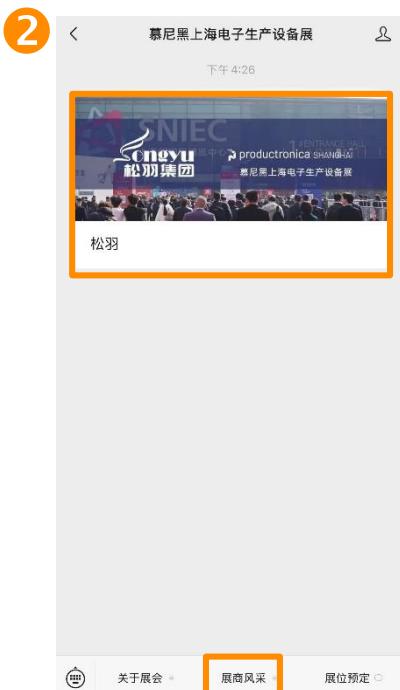 2
慕尼黑上海电子生产设备展
下午 4:26
SNIEC
1 ENTRANCE HALL
Songyu
松羽集团
productronica SHANGHAI
慕尼黑上海电子生产设备展
松羽
关于展会
展商风采
展位预定